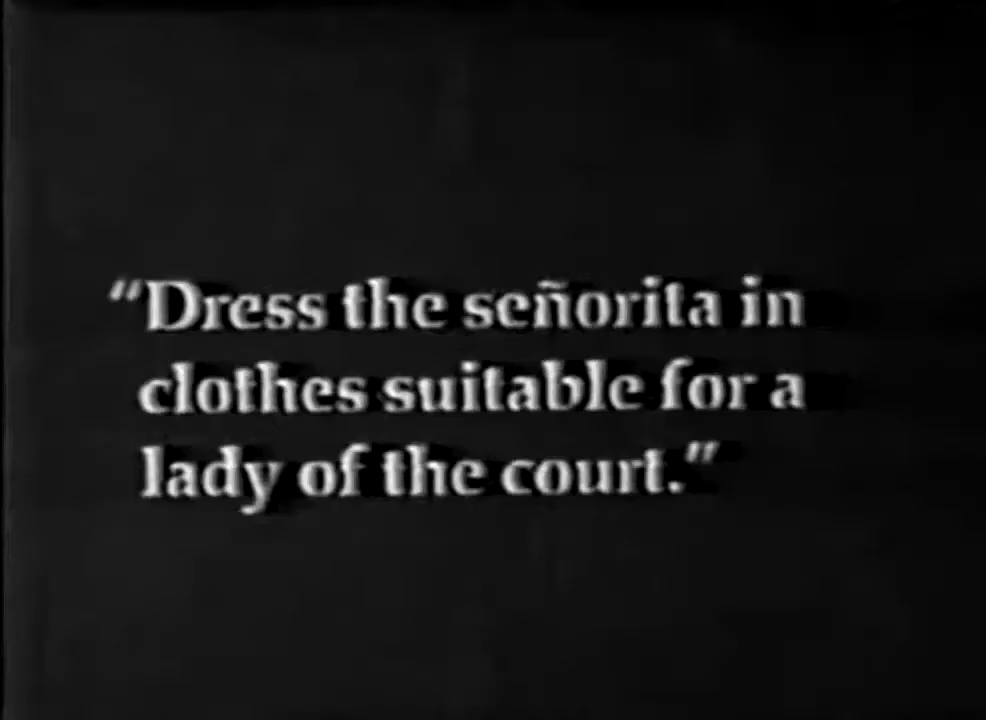 “Dress the señorita in
clothes suitable for a
lady of the court.”